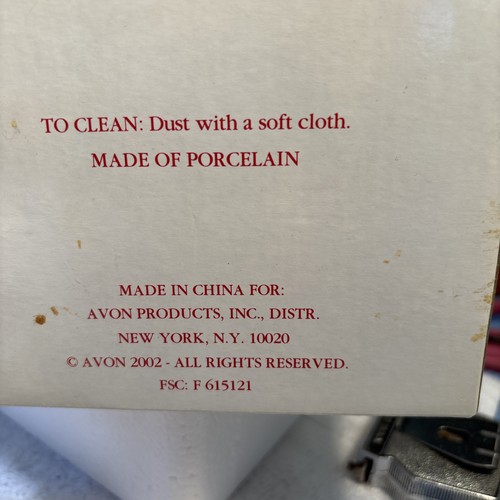 TO CLEAN: Dust with a soft cloth.
MADE OF PORCELAIN
MADE IN CHINA FOR:
AVON PRODUCTS, INC., DISTR.
NEW YORK, N.Y. 10020
© AVON 2002 - ALL RIGHTS RESERVED.
FSC: F 615121